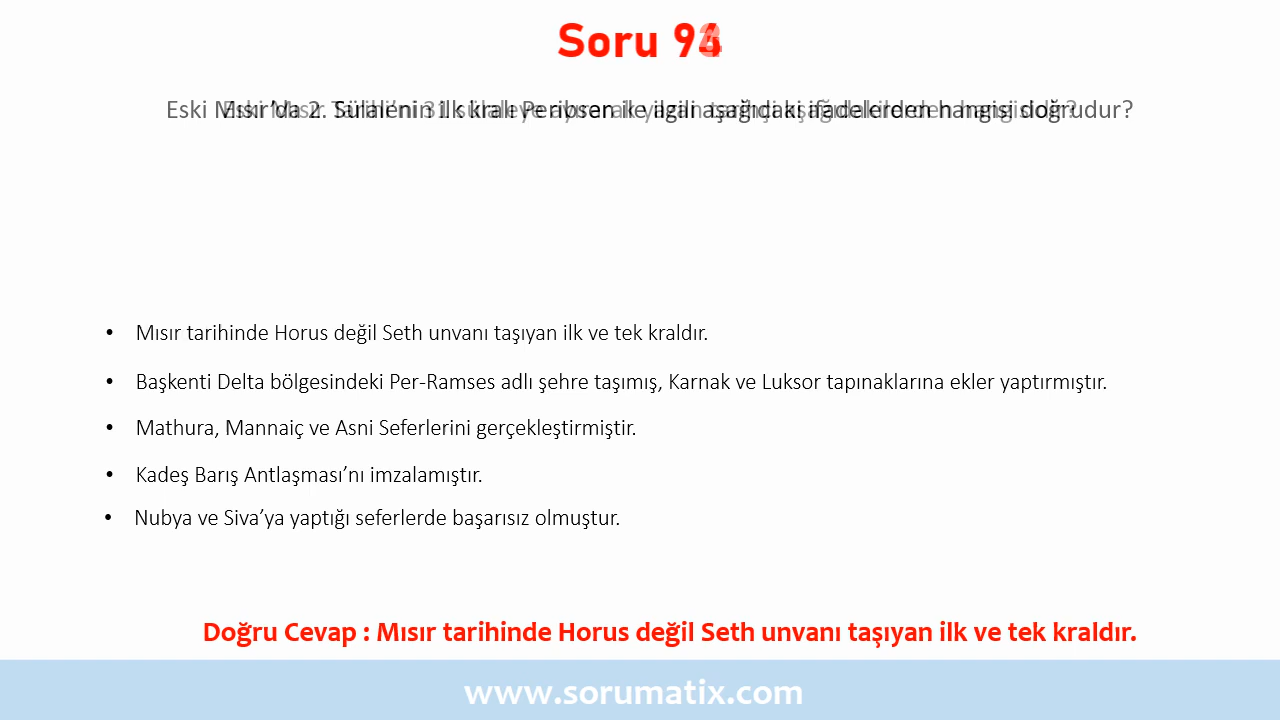 Soru 94
Eski Mısır'da 2. Sülalenin ilk kralı Peribsen ile ilgili aşağıdaki ifadelerden hangisi doğrudur?
• Mısır tarihinde Horus değil Seth unvanı taşıyan ilk ve tek kraldır.
• Başkenti Delta bölgesindeki Per-Ramses adlı şehre taşımış, Karnak ve Luksor tapınaklarına ekler yaptırmıştır.
• Mathura, Mannaiç ve Asni Seferlerini gerçekleştirmiştir.
• Kadeş Barış Antlaşması’nı imzalamıştır.
• Nubya ve Siva’ya yaptığı seferlerde başarısız olmuştur.
Doğru Cevap : Mısır tarihinde Horus değil Seth unvanı taşıyan ilk ve tek kraldır.
www.sorumatix.com